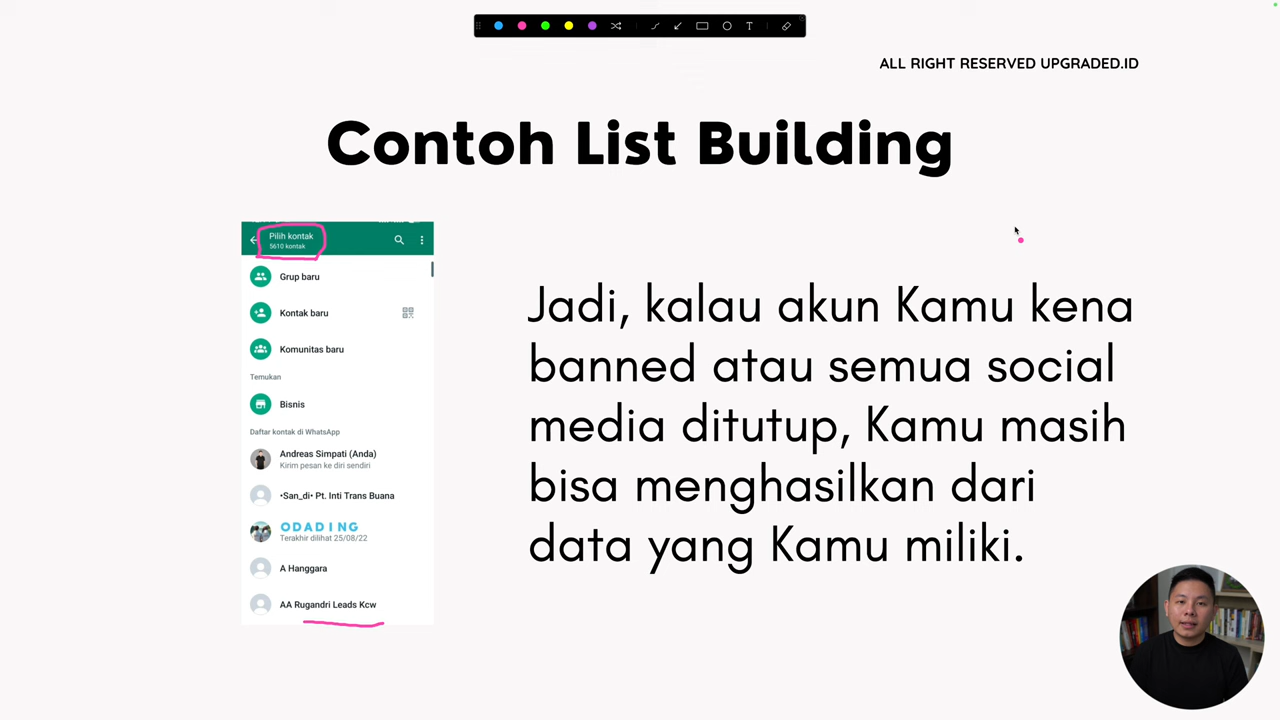 T
ALL RIGHT RESERVED UPGRADED.ID
Contoh List Building
Pilih kontak
5610 kontak
Grup baru
Kontak baru
Komunitas baru
Temukan
Bisnis
Daftar kontak di WhatsApp
Andreas Simpati (Anda)
Kirim pesan ke diri sendiri
•San_di• Pt. Inti Trans Buana
ODADING
Terakhir dilihat 25/08/22
A Hanggara
AA Rugandri Leads Kcw
Jadi, kalau akun Kamu kena
banned atau semua social
media ditutup, Kamu masih
bisa menghasilkan dari
data yang Kamu miliki.